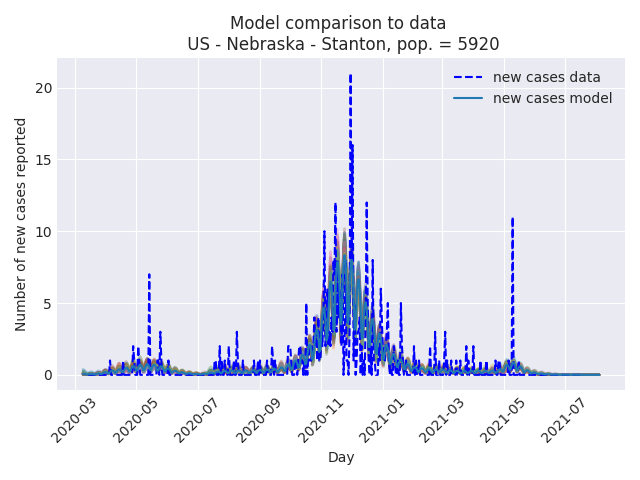 Model comparison to data
US - Nebraska - Stanton, pop. = 5920
new cases data
new cases model
Number of new cases reported
20
15
10
5
0
2020-03
2020-05
2020-07
2020-09
2020-11
2021-01
2021-03
2021-05
2021-07
Day